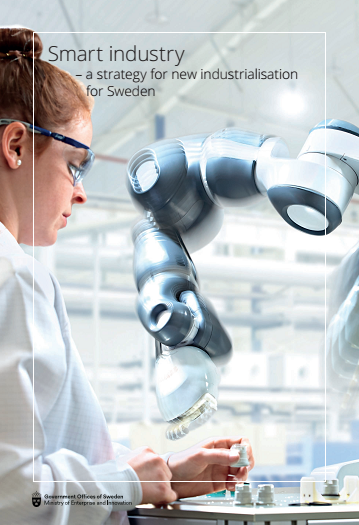 Smart industry
– a strategy for new industrialisation
for Sweden
Government Offices of Sweden
Ministry of Enterprise and Innovation